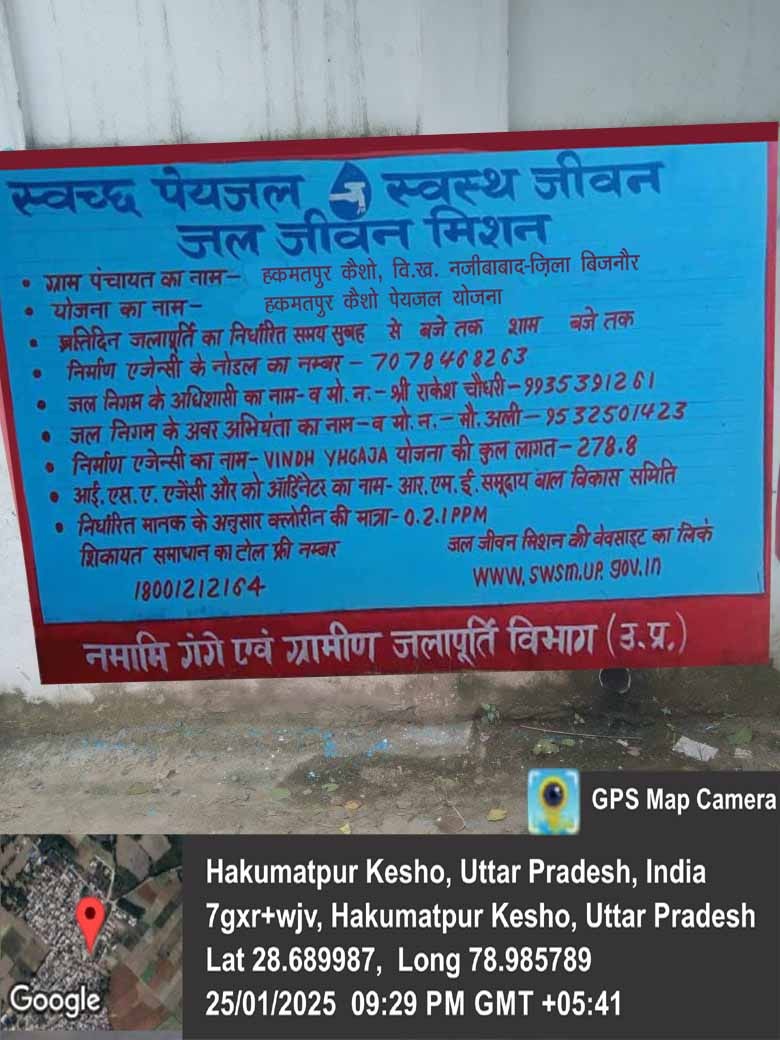 स्वच्छ पेयजल स्वस्थ जीवन
जल जीवन मिशन
• ग्राम पंचायत का नाम– हकमतपुर कैशो, वि.ख. नजीबाबाद-ज़िला बिजनौर
• योजना का नाम– हकमतपुर कैशो पेयजल योजना
• प्रतिदिन जलापूर्ति का निर्धारित समय सुबह से बजे तक शाम बजे तक
• निर्माण एजेन्सी के नोडल का नम्बर – 7078468263
• जल निगम के अधिशासी का नाम-व मो.न.-श्री राकेश चौधरी-9935391261
• जल निगम के अवर अभियंता का नाम-व मो.न.-मौ.अली-9532501423
• निर्माण एजेन्सी का नाम- VINDH YHGAJA योजना की कुल लागत-278.8
• आई.एस.ए. एजेंसी और को ऑर्डिनेटर का नाम- आर.एम.ई.समूदाय बाल विकास समिति
• निर्धारित मानक के अनुसार क्लोरीन की मात्रा-0.2.1PPM
शिकायत समाधान का टोल फ्री नम्बर जल जीवन मिशन की वेवसाइट का लिकं
18001212164 www.swsm.up.gov.in
नमामि गंगे एवं ग्रामीण जलापूर्ति विभाग (उ.प्र.)
GPS Map Camera
Hakumatpur Kesho, Uttar Pradesh, India
7gxr+wjv, Hakumatpur Kesho, Uttar Pradesh
Lat 28.689987, Long 78.985789
25/01/2025 09:29 PM GMT +05:41
Google